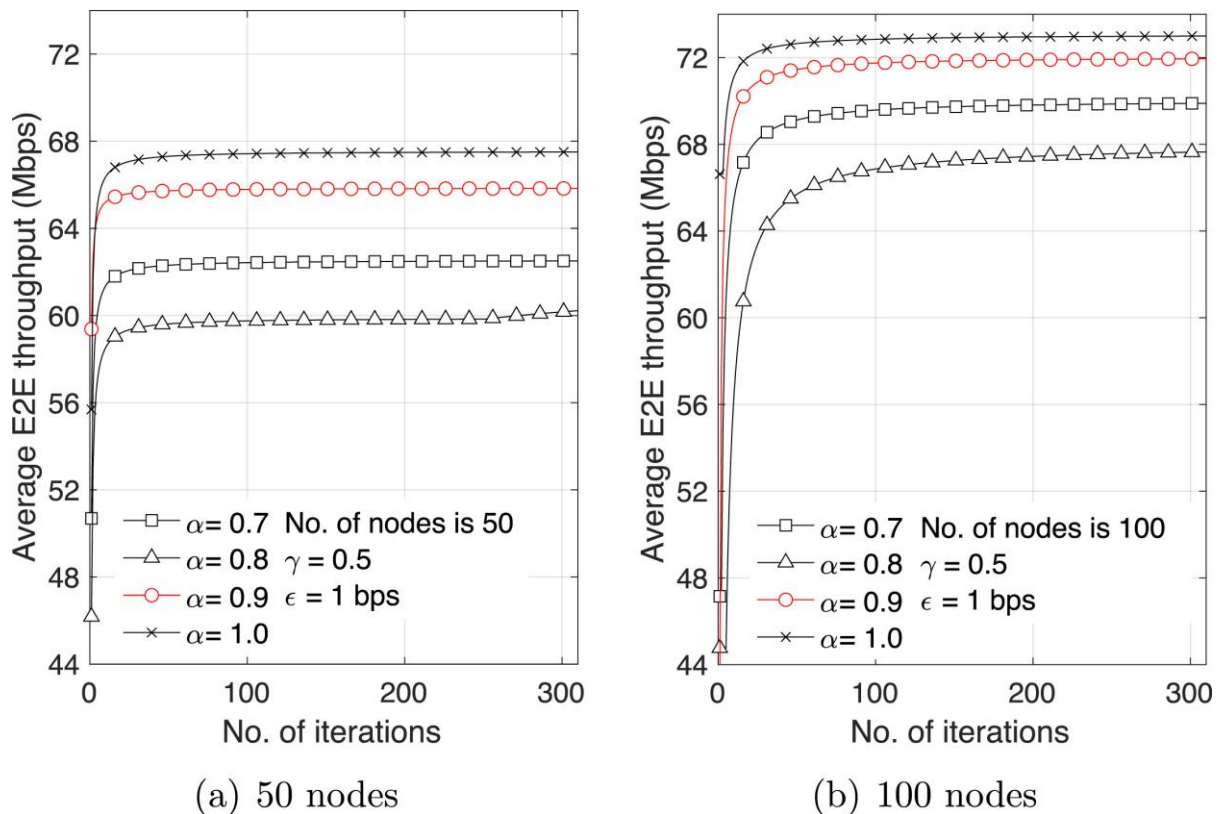 72
68
64
60
56
52
48
44
Average E2E throughput (Mbps)
α= 0.7 No. of nodes is 50
α= 0.8 γ = 0.5
α= 0.9 ϵ = 1 bps
α= 1.0
0 100 200 300
No. of iterations
(a) 50 nodes
72
68
64
60
56
52
48
44
Average E2E throughput (Mbps)
α= 0.7 No. of nodes is 100
α= 0.8 γ = 0.5
α= 0.9 ϵ = 1 bps
α= 1.0
0 100 200 300
No. of iterations
(b) 100 nodes